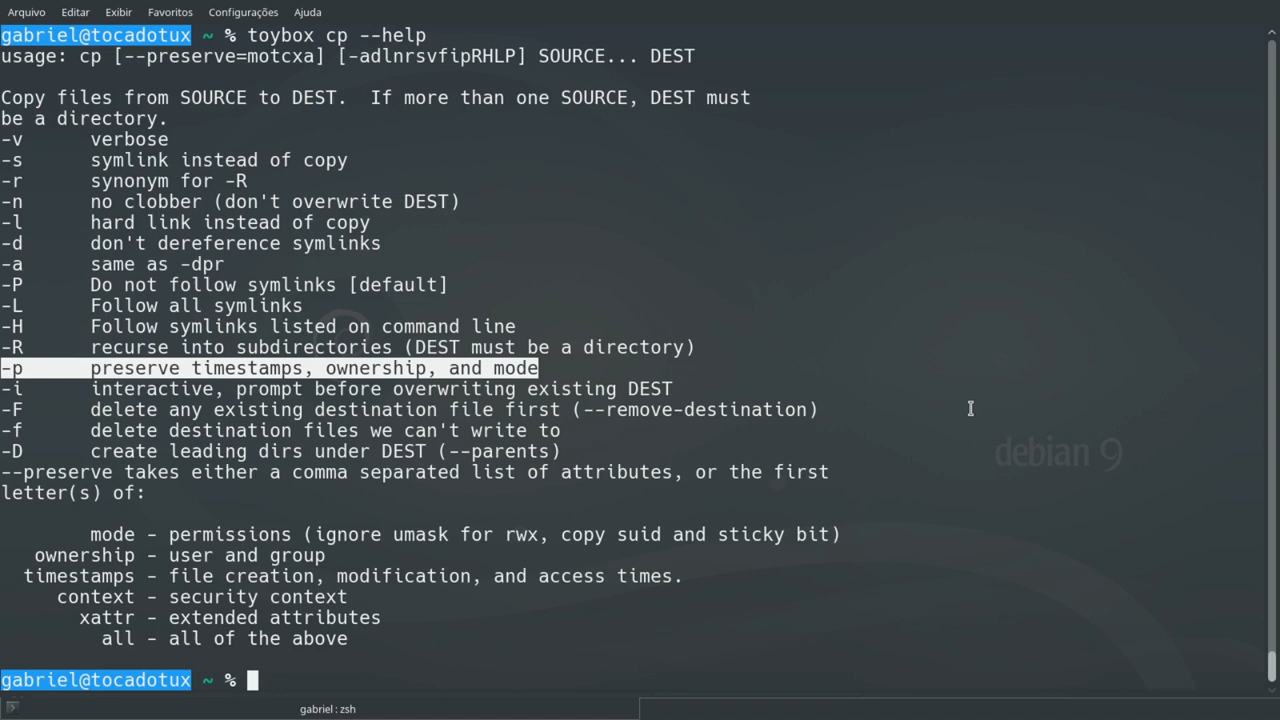 Arquivo Editar Exibir Favoritos Configurações Ajuda
gabriel@tocadotux ~ % toybox cp --help
usage: cp [--preserve=motcxa] [-adlnrsvfipRHLP] SOURCE... DEST

Copy files from SOURCE to DEST.  If more than one SOURCE, DEST must
be a directory.
-v      verbose
-s      symlink instead of copy
-r      synonym for -R
-n      no clobber (don't overwrite DEST)
-l      hard link instead of copy
-d      don't dereference symlinks
-a      same as -dpr
-P      Do not follow symlinks [default]
-L      Follow all symlinks
-H      Follow symlinks listed on command line
-R      recurse into subdirectories (DEST must be a directory)
-p      preserve timestamps, ownership, and mode
-i      interactive, prompt before overwriting existing DEST
-F      delete any existing destination file first (--remove-destination)
-f      delete destination files we can't write to
-D      create leading dirs under DEST (--parents)
debian 9
--preserve takes either a comma separated list of attributes, or the first
letter(s) of:

        mode - permissions (ignore umask for rwx, copy suid and sticky bit)
   ownership - user and group
  timestamps - file creation, modification, and access times.
     context - security context
       xattr - extended attributes
         all - all of the above

gabriel@tocadotux ~ %
gabriel : zsh